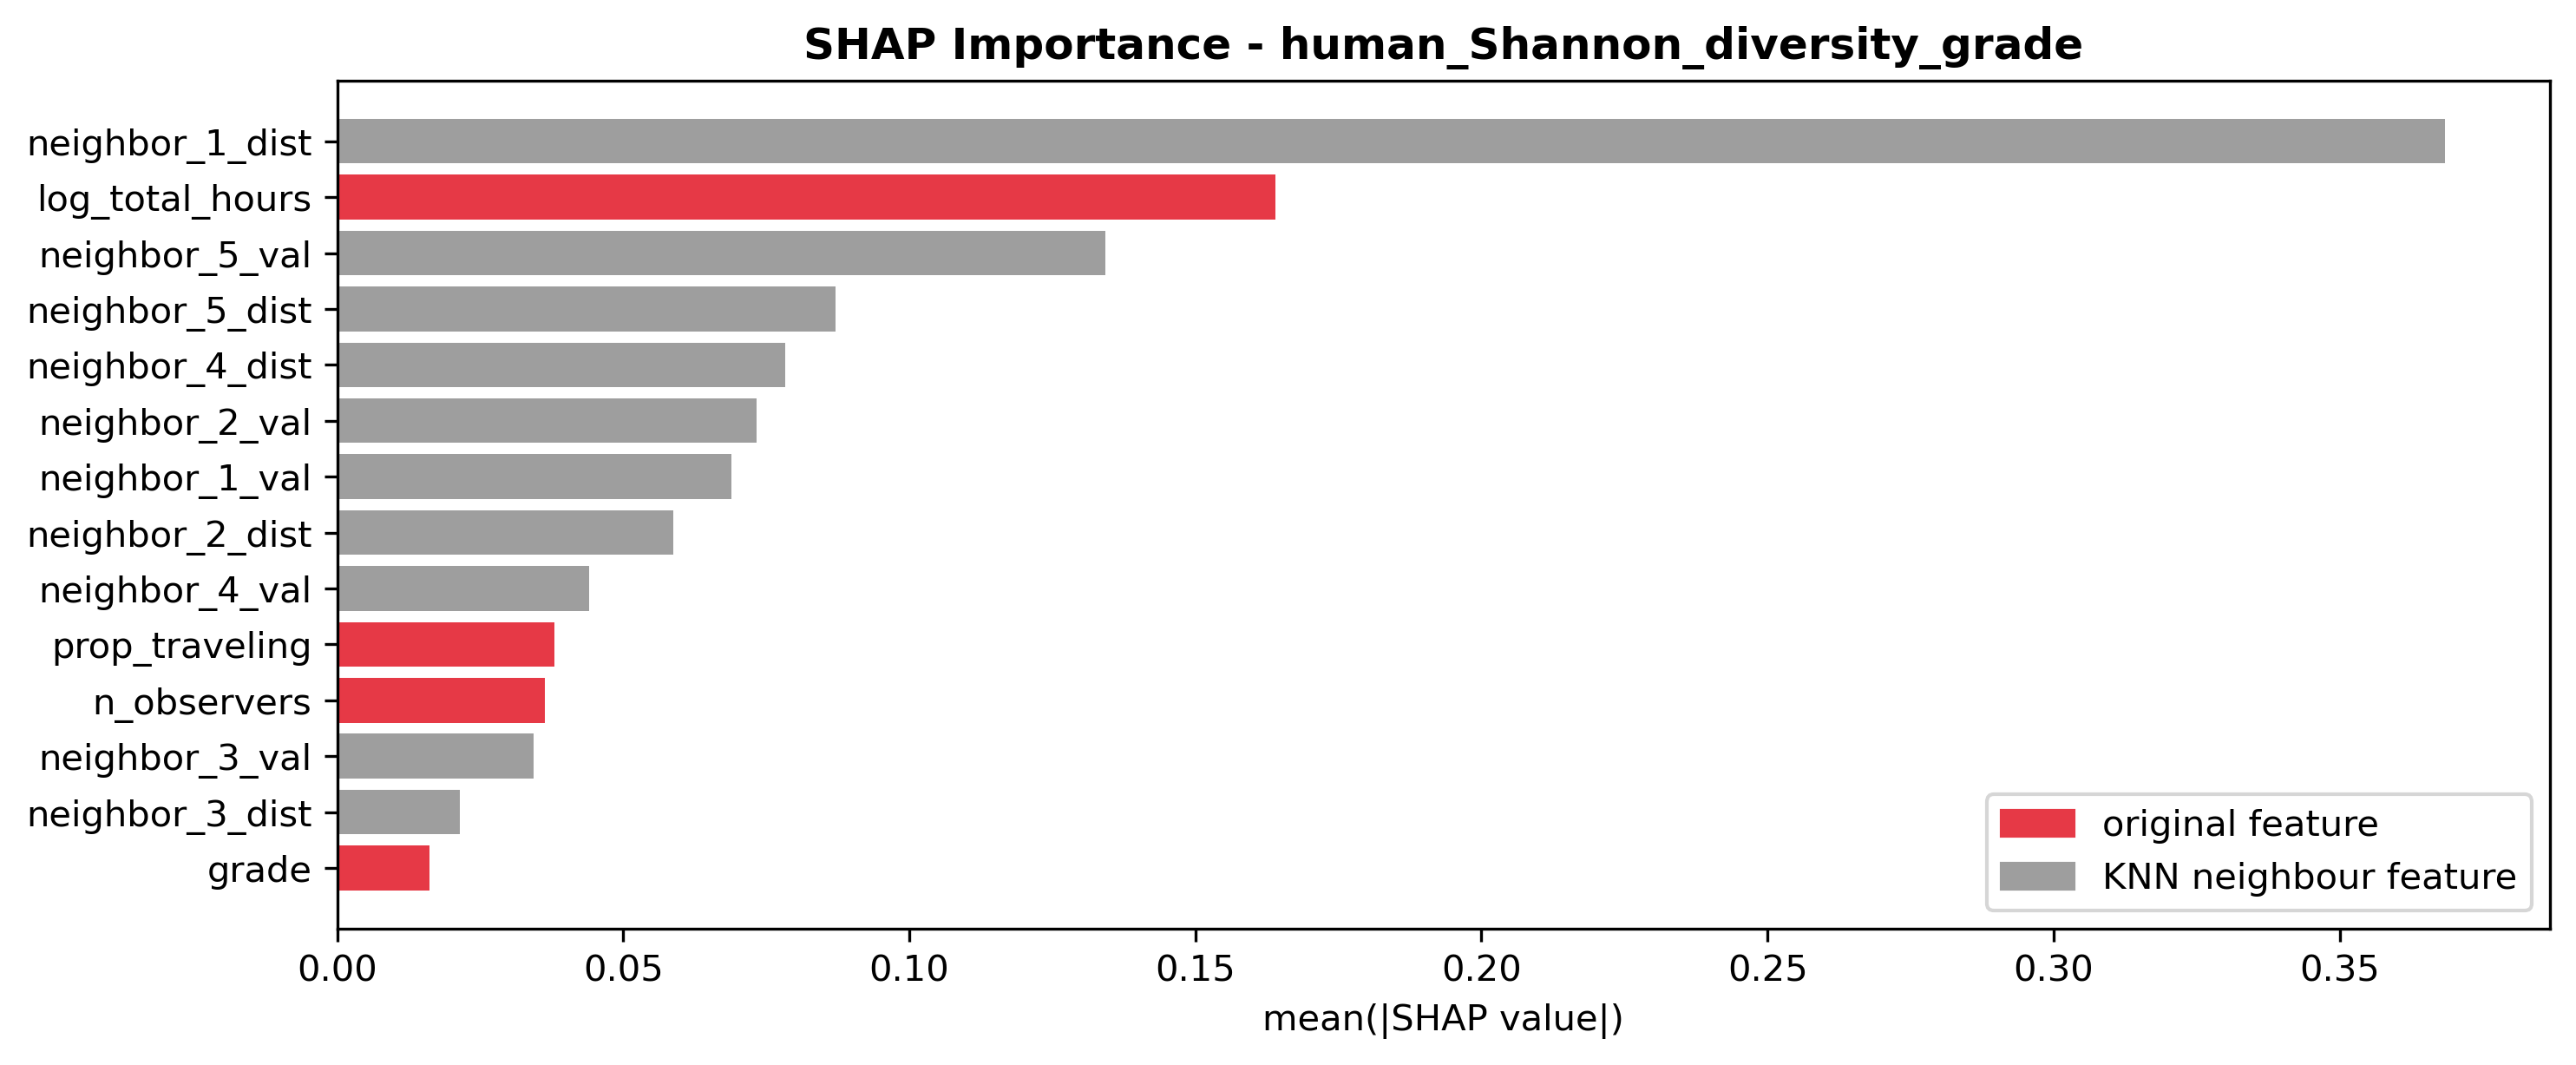 SHAP Importance - human_Shannon_diversity_grade
neighbor_1_dist
log_total_hours
neighbor_5_val
neighbor_5_dist
neighbor_4_dist
neighbor_2_val
neighbor_1_val
neighbor_2_dist
neighbor_4_val
prop_traveling
n_observers
neighbor_3_val
neighbor_3_dist
grade
original feature
KNN neighbour feature
0.00 0.05 0.10 0.15 0.20 0.25 0.30 0.35
mean(|SHAP value|)